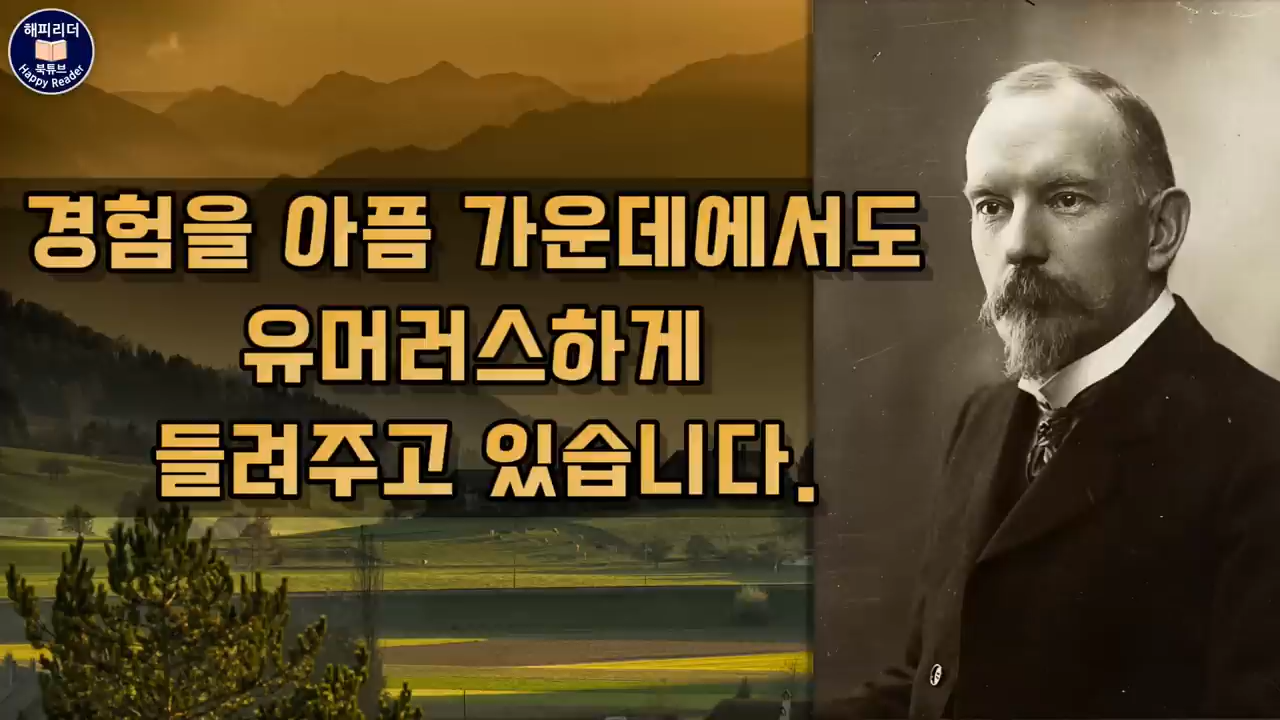 해피리더
북튜브
Happy Reader
경험을 아픔 가운데에서도
유머러스하게
들려주고 있습니다.